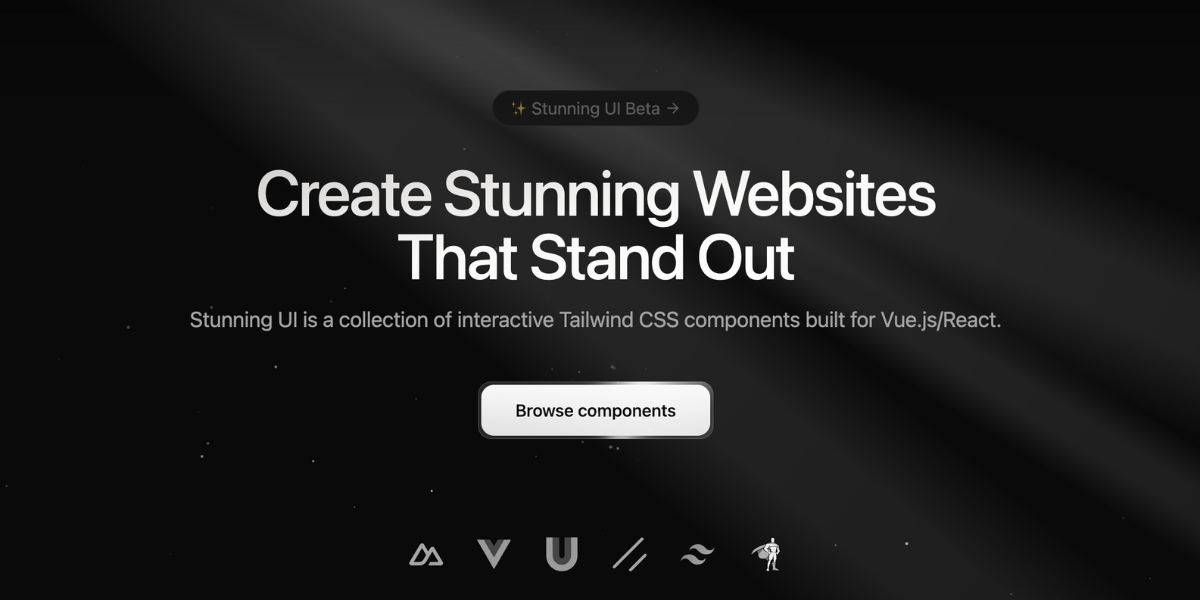 ✨ Stunning UI Beta →
Create Stunning Websites
That Stand Out
Stunning UI is a collection of interactive Tailwind CSS components built for Vue.js/React.
Browse components